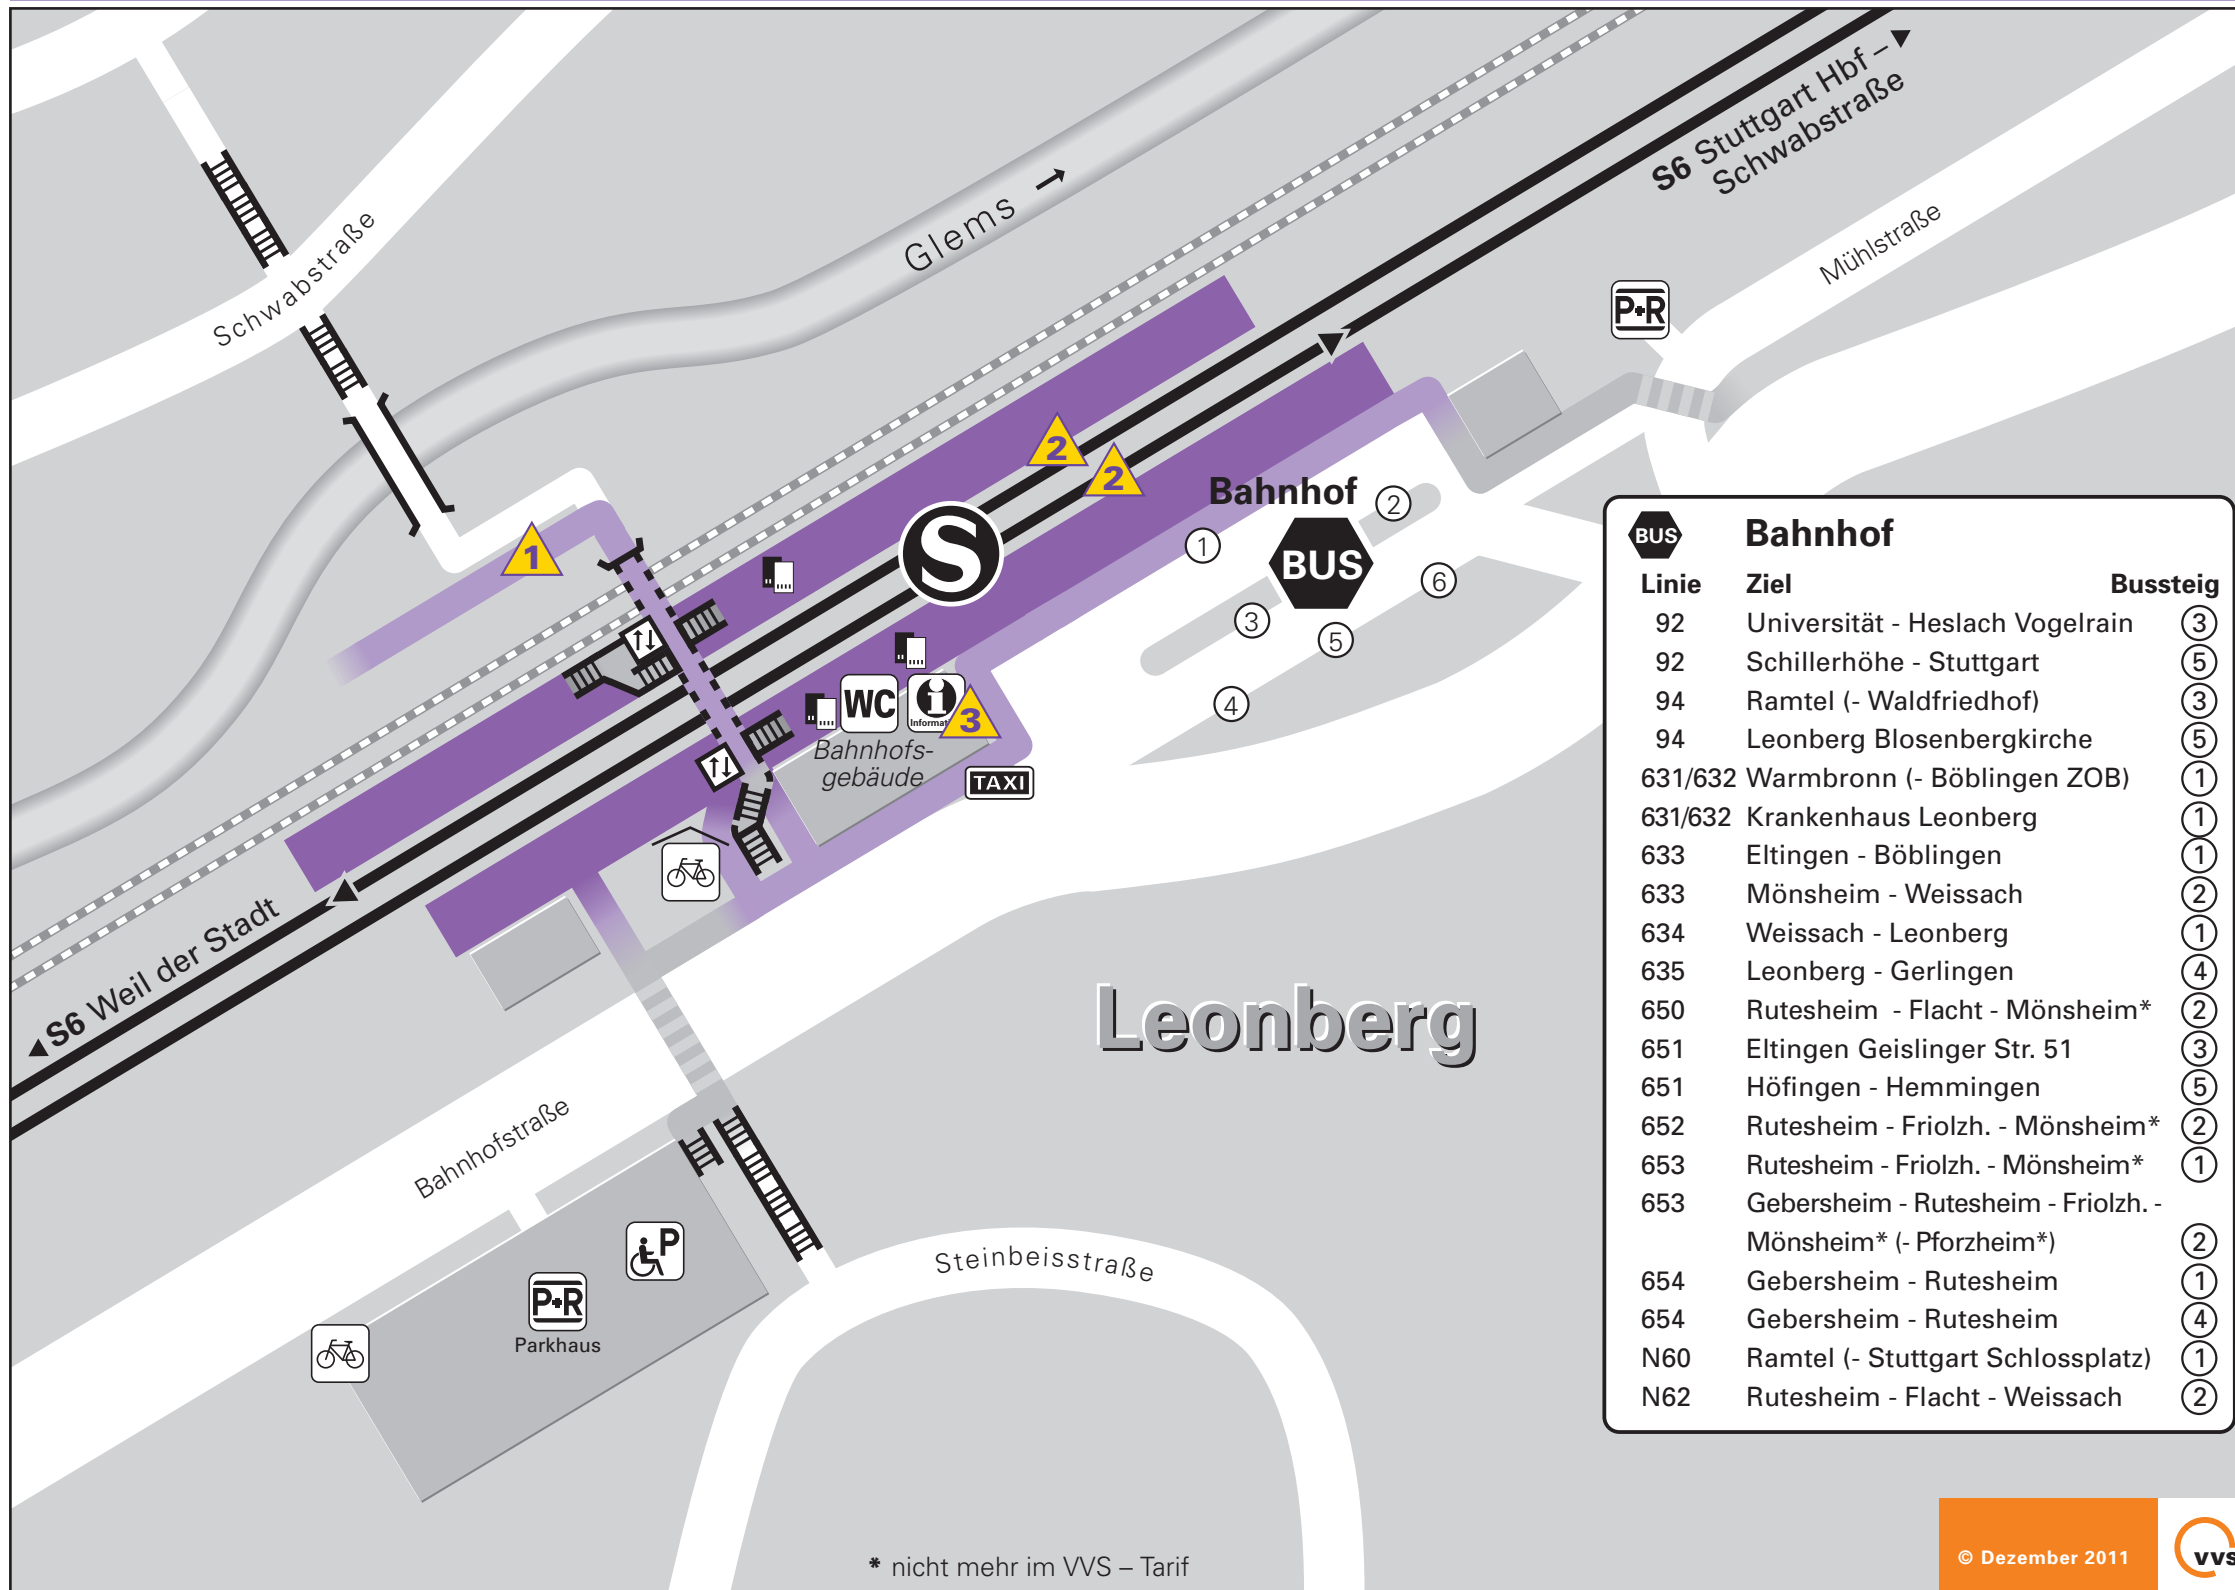 S6 Stuttgart Hbf –
Schwabstraße
Glems
Schwabstraße
Mühlstraße
P+R
2
2
1
S
Bahnhof
BUS
1
2
3
4
5
6
WC
i
3
Bahnhofs-
gebäude
TAXI
S6 Weil der Stadt
Leonberg
Bahnhofstraße
Steinbeisstraße
P
P+R
Parkhaus
BUS Bahnhof
Linie Ziel Bussteig
92 Universität - Heslach Vogelrain 3
92 Schillerhöhe - Stuttgart 5
94 Ramtel (- Waldfriedhof) 3
94 Leonberg Blosenbergkirche 5
631/632 Warmbronn (- Böblingen ZOB) 1
631/632 Krankenhaus Leonberg 1
633 Eltingen - Böblingen 1
633 Mönsheim - Weissach 2
634 Weissach - Leonberg 1
635 Leonberg - Gerlingen 4
650 Rutesheim - Flacht - Mönsheim* 2
651 Eltingen Geislinger Str. 51 3
651 Höfingen - Hemmingen 5
652 Rutesheim - Friolzh. - Mönsheim* 2
653 Rutesheim - Friolzh. - Mönsheim* 1
653 Gebersheim - Rutesheim - Friolzh. -
Mönsheim* (- Pforzheim*) 2
654 Gebersheim - Rutesheim 1
654 Gebersheim - Rutesheim 4
N60 Ramtel (- Stuttgart Schlossplatz) 1
N62 Rutesheim - Flacht - Weissach 2
* nicht mehr im VVS – Tarif
© Dezember 2011
vvs